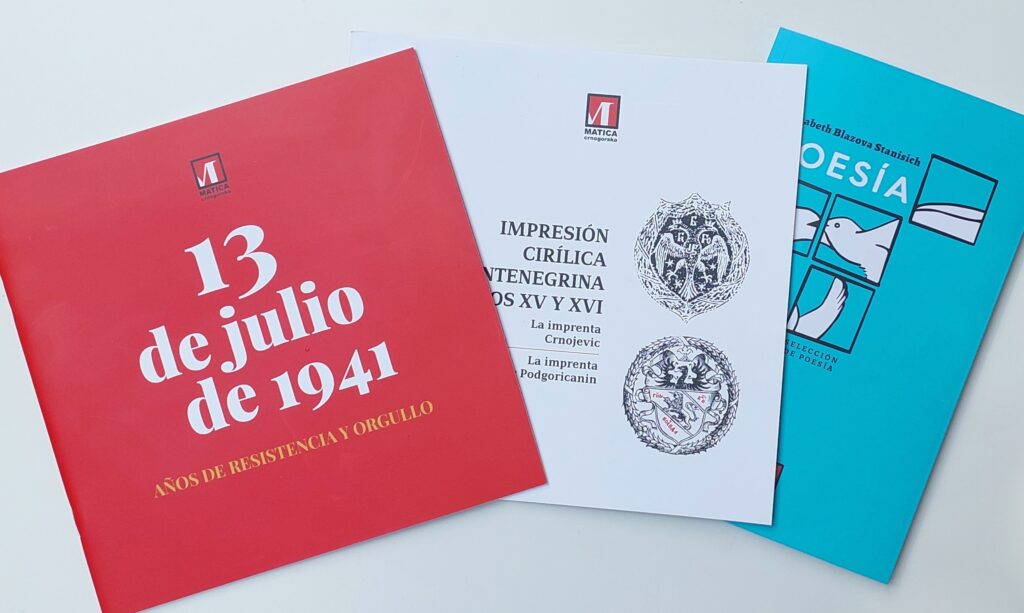 MATICA
crnogorska
13
de julio
de 1941
AÑOS DE RESISTENCIA Y ORGULLO
MATICA
crnogorska
IMPRESIÓN
CIRÍLICA
NTENEGRINA
OS XV Y XVI
La imprenta
Crnojevic
La imprenta
Podgoricanin
abeth Blazova Stanisich
OESÍA
SELECCIÓN
DE POESÍA